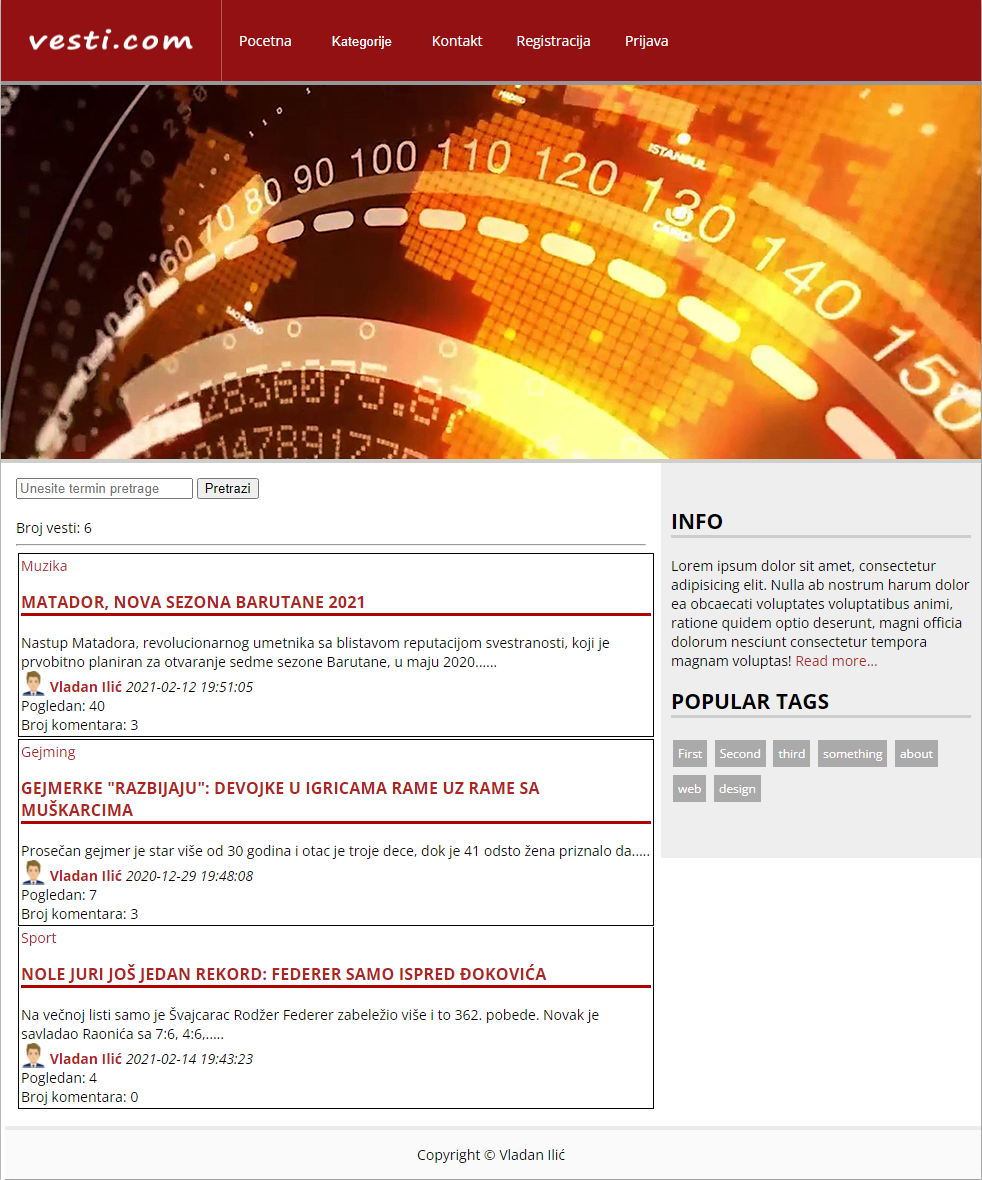 vesti.com
Pocetna Kategorije Kontakt Registracija Prijava
MADRID
ISTANBUL
CAIRO
50 60 70 80 90 100 110 120 130 140 150
Unesite termin pretrage Pretrazi
Broj vesti: 6
Muzika
MATADOR, NOVA SEZONA BARUTANE 2021
Nastup Matadora, revolucionarnog umetnika sa blistavom reputacijom svestranosti, koji je
prvobitno planiran za otvaranje sedme sezone Barutane, u maju 2020......
Vladan Ilić 2021-02-12 19:51:05
Pogledan: 40
Broj komentara: 3
Gejming
GEJMERKE "RAZBIJAJU": DEVOJKE U IGRICAMA RAME UZ RAME SA
MUŠKARCIMA
Prosečan gejmer je star više od 30 godina i otac je troje dece, dok je 41 odsto žena priznalo da.....
Vladan Ilić 2020-12-29 19:48:08
Pogledan: 7
Broj komentara: 3
Sport
NOLE JURI JOŠ JEDAN REKORD: FEDERER SAMO ISPRED ĐOKOVIĆA
Na večnoj listi samo je Švajcarac Rodžer Federer zabeležio više i to 362. pobede. Novak je
savladao Raonića sa 7:6, 4:6,.....
Vladan Ilić 2021-02-14 19:43:23
Pogledan: 4
Broj komentara: 0
INFO
Lorem ipsum dolor sit amet, consectetur
adipisicing elit. Nulla ab nostrum harum dolor
ea obcaecati voluptates voluptatibus animi,
ratione quidem optio deserunt, magni officia
dolorum nesciunt consectetur tempora
magnam voluptas! Read more...
POPULAR TAGS
First Second third something about
web design
Copyright © Vladan Ilić